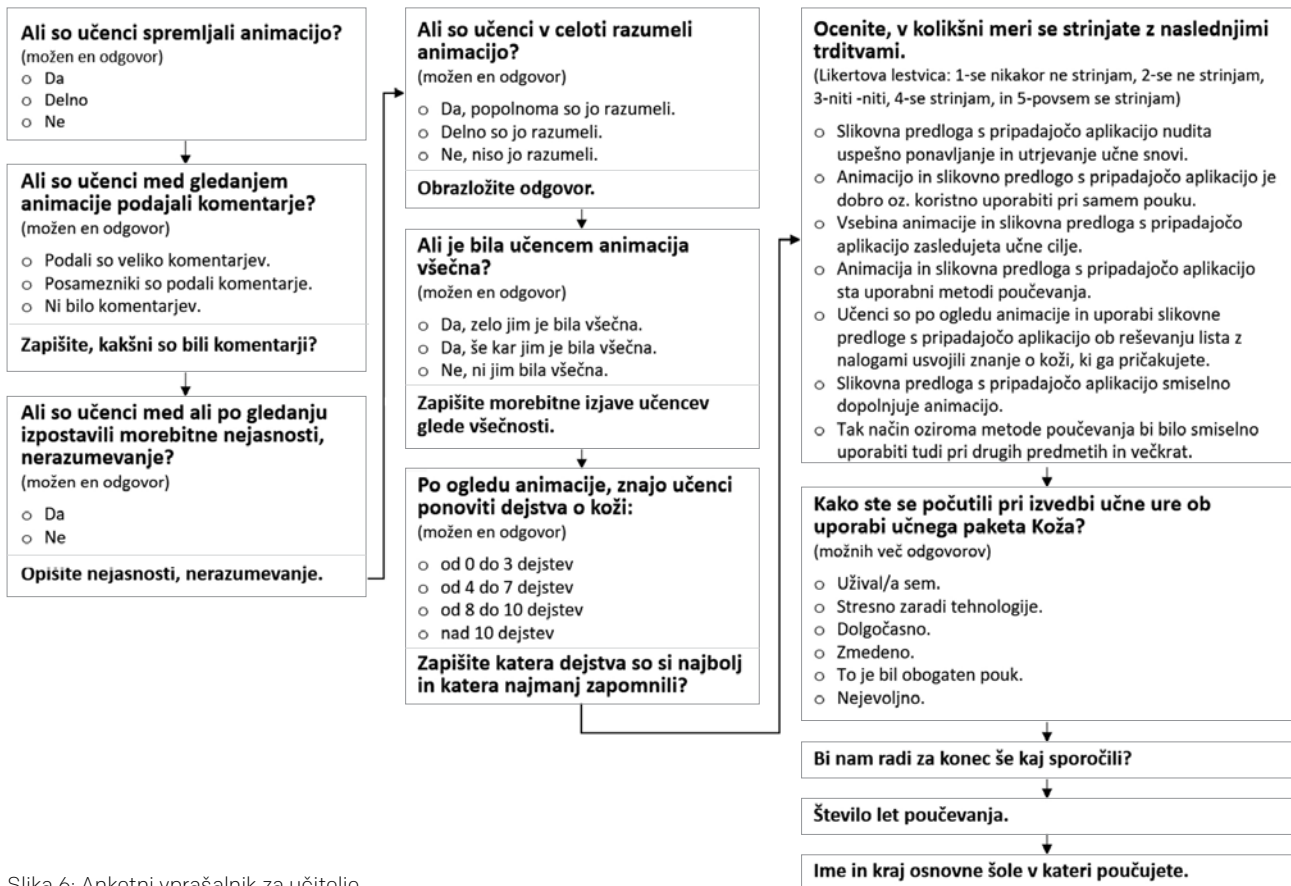 Ali so učenci spremljali animacijo?
(možen en odgovor)
o Da
o Delno
o Ne
Ali so učenci med gledanjem
animacije podajali komentarje?
(možen en odgovor)
o Podali so veliko komentarjev.
o Posamezniki so podali komentarje.
o Ni bilo komentarjev.
Zapišite, kakšni so bili komentarji?
Ali so učenci med ali po gledanju
izpostavili morebitne nejasnosti,
nerazumevanje?
(možen en odgovor)
o Da
o Ne
Opišite nejasnosti, nerazumevanje.
Ali so učenci v celoti razumeli
animacijo?
(možen en odgovor)
o Da, popolnoma so jo razumeli.
o Delno so jo razumeli.
o Ne, niso jo razumeli.
Obrazložite odgovor.
Ali je bila učencem animacija
všečna?
(možen en odgovor)
o Da, zelo jim je bila všečna.
o Da, še kar jim je bila všečna.
o Ne, ni jim bila všečna.
Zapišite morebitne izjave učencev
glede všečnosti.
Po ogledu animacije, znajo učenci
ponoviti dejstva o koži:
(možen en odgovor)
o od 0 do 3 dejstev
o od 4 do 7 dejstev
o od 8 do 10 dejstev
o nad 10 dejstev
Zapišite katera dejstva so si najbolj
in katera najmanj zapomnili?
Ocenite, v kolikšni meri se strinjate z naslednjimi
trditvami.
(Likertova lestvica: 1-se nikakor ne strinjam, 2-se ne strinjam,
3-niti -niti, 4-se strinjam, in 5-povsem se strinjam)
o Slikovna predloga s pripadajočo aplikacijo nudita
uspešno ponavljanje in utrjevanje učne snovi.
o Animacijo in slikovno predlogo s pripadajočo aplikacijo je
dobro oz. koristno uporabiti pri samem pouku.
o Vsebina animacije in slikovna predloga s pripadajočo
aplikacijo zasledujeta učne cilje.
o Animacija in slikovna predloga s pripadajočo aplikacijo
sta uporabni metodi poučevanja.
o Učenci so po ogledu animacije in uporabi slikovne
predloge s pripadajočo aplikacijo ob reševanju lista z
nalogami usvojili znanje o koži, ki ga pričakujete.
o Slikovna predloga s pripadajočo aplikacijo smiselno
dopolnjuje animacijo.
o Tak način oziroma metode poučevanja bi bilo smiselno
uporabiti tudi pri drugih predmetih in večkrat.
Kako ste se počutili pri izvedbi učne ure ob
uporabi učnega paketa Koža?
(možnih več odgovorov)
o Užival/a sem.
o Stresno zaradi tehnologije.
o Dolgočasno.
o Zmedeno.
o To je bil obogaten pouk.
o Nejevoljno.
Bi nam radi za konec še kaj sporočili?
Število let poučevanja.
Ime in kraj osnovne šole v kateri poučujete.
Slika 6: Anketni vprašalnik za učitelje